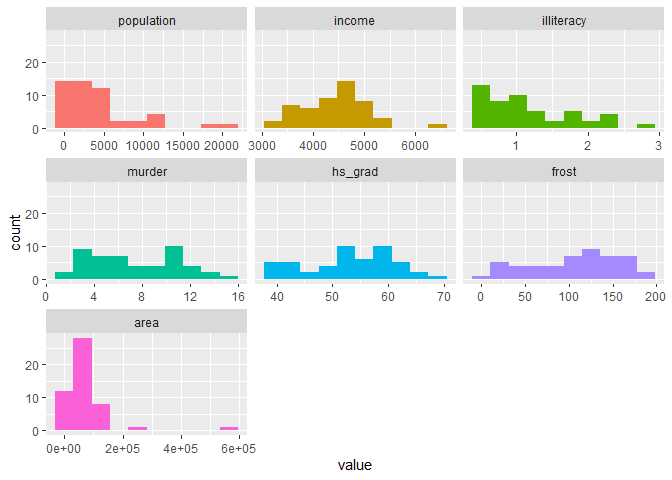 population income illiteracy
20
10
0
0 5000 10000 15000 20000 3000 4000 5000 6000 1 2 3
murder hs_grad frost
20
10
0
0 4 8 12 16 40 50 60 70 0 50 100 150 200
area
20
10
0
0e+00 2e+05 4e+05 6e+05
count
value